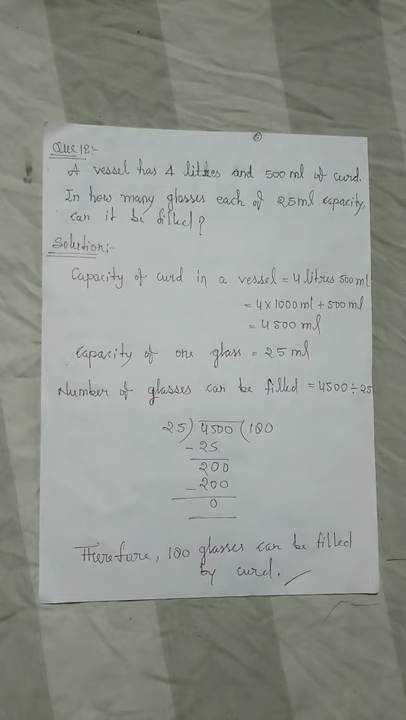 Que 12:-
A vessel has 4 litres and 500 ml of curd.
In how many glasses each of 25 ml capacity,
can it be filled?
Solution:-
Capacity of curd in a vessel = 4 litres 500 ml
= 4 x 1000 ml + 500 ml
= 4500 ml
Capacity of one glass = 25 ml
Number of glasses can be filled = 4500 ÷ 25
25) 4500 (180
- 25
200
- 200
0
Therefore, 180 glasses can be filled
by curd.